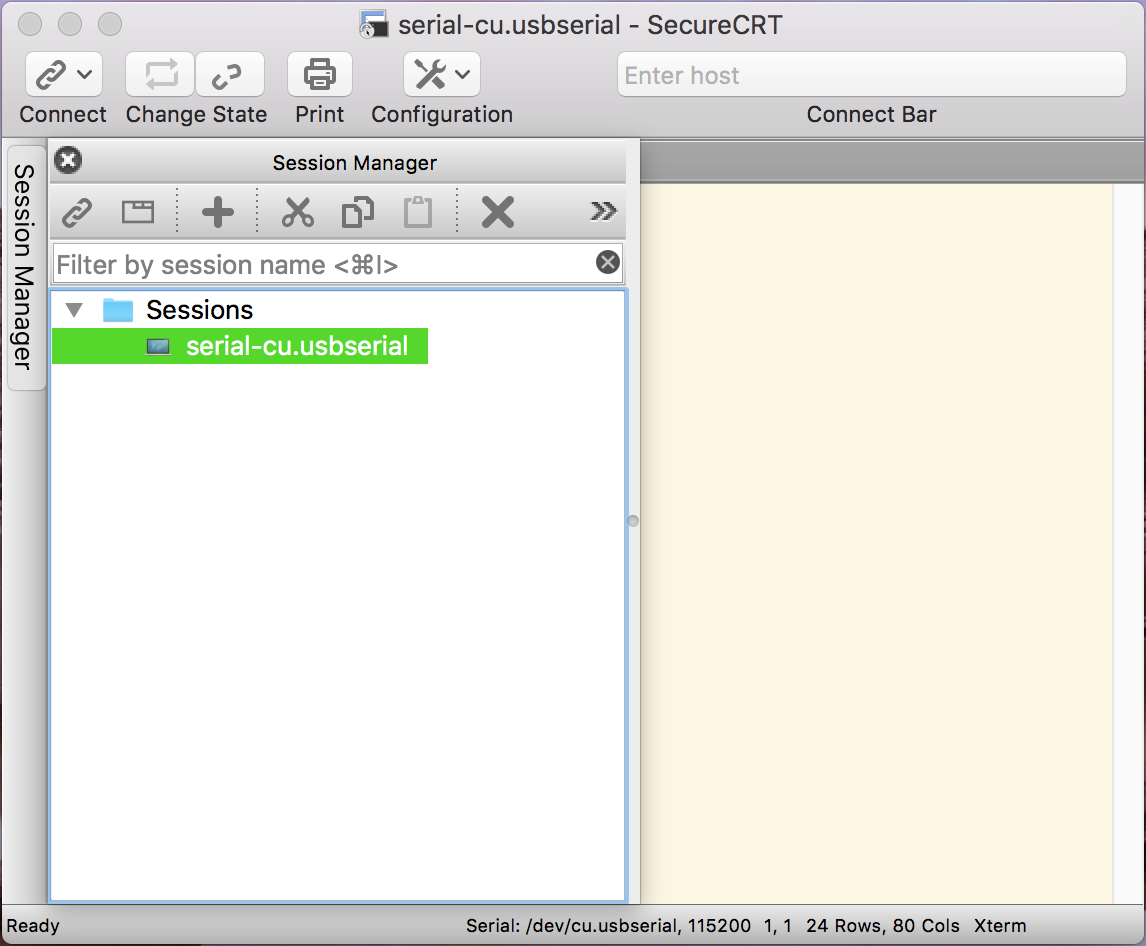 serial-cu.usbserial - SecureCRT
Enter host
Connect Change State Print Configuration Connect Bar
Session Manager
Session Manager
Filter by session name <⌘I>
Sessions
serial-cu.usbserial
Ready Serial: /dev/cu.usbserial, 115200 1, 1 24 Rows, 80 Cols Xterm